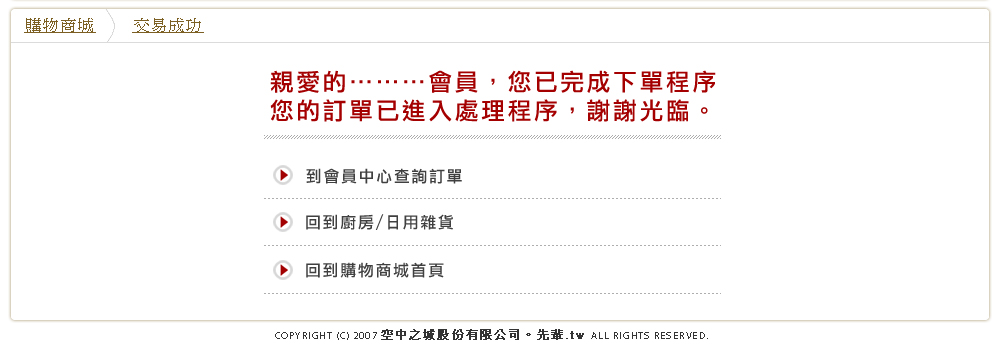 購物商城 交易成功
親愛的………會員，您已完成下單程序
您的訂單已進入處理程序，謝謝光臨。
到會員中心查詢訂單
回到廚房/日用雜貨
回到購物商城首頁
COPYRIGHT (C) 2007 空中之城股份有限公司。先輩.tw ALL RIGHTS RESERVED.